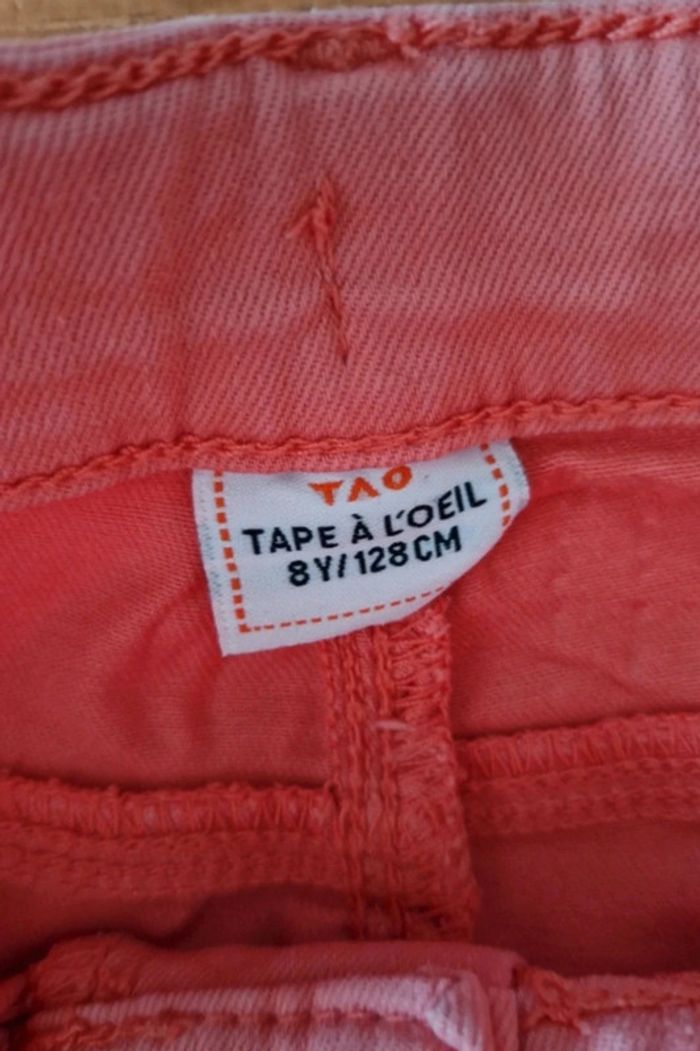 TAO
TAPE À L'OEIL
8Y/128CM